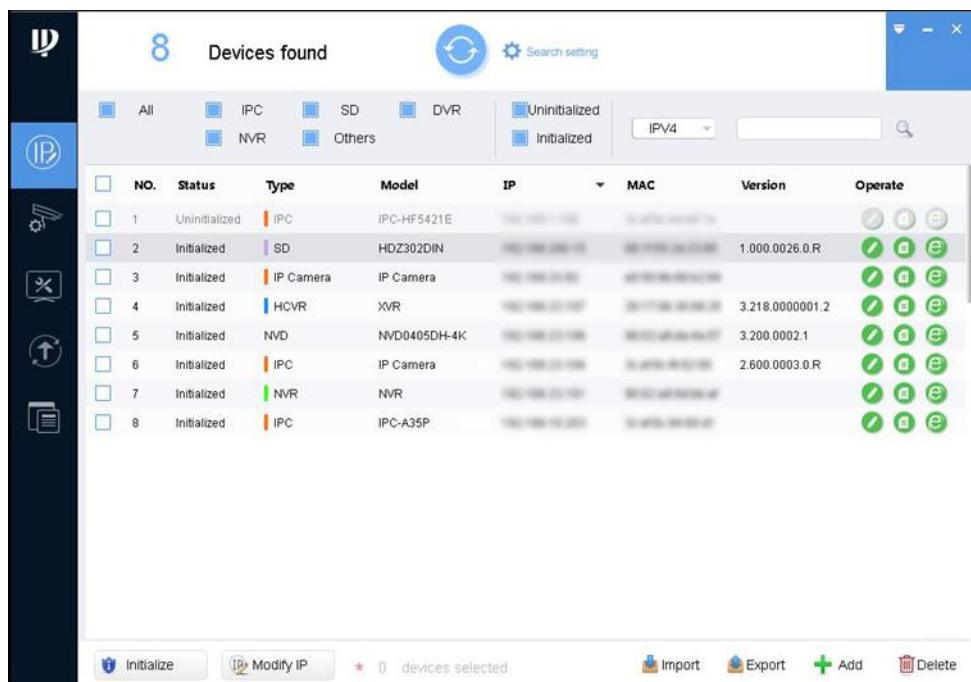 8 Devices found Search setting
All IPC SD DVR Uninitialized
NVR Others Initialized IPV4
NO. Status Type Model IP MAC Version Operate
1 Uninitialized IPC IPC-HF5421E
2 Initialized SD HDZ302DIN 1.000.0026.0.R
3 Initialized IP Camera IP Camera
4 Initialized HCVR XVR 3.218.0000001.2
5 Initialized NVD NVD0405DH-4K 3.200.0002.1
6 Initialized IPC IP Camera 2.600.0003.0.R
7 Initialized NVR NVR
8 Initialized IPC IPC-A35P
Initialize IP Modify IP * 0 devices selected Import Export Add Delete